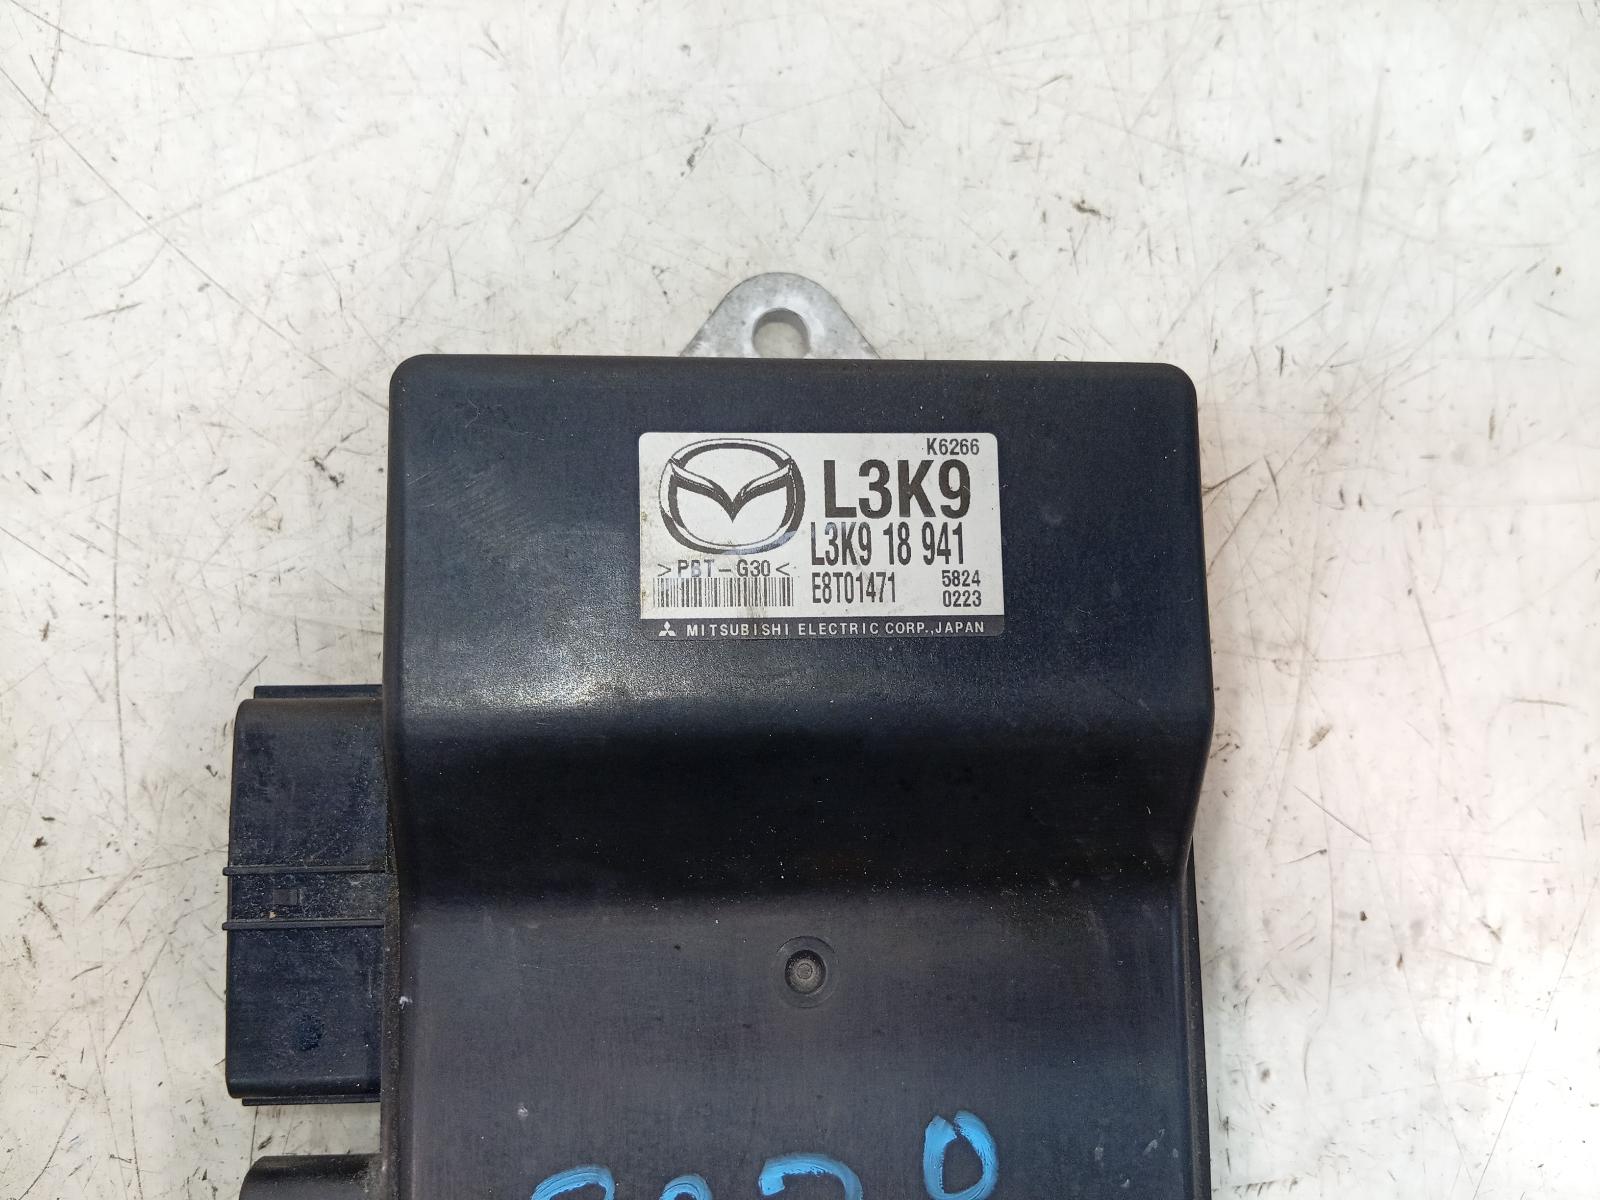 K6266
L3K9
L3K9 18 941
>PBT-G30<
E8T01471
5824
0223
MITSUBISHI ELECTRIC CORP.,JAPAN